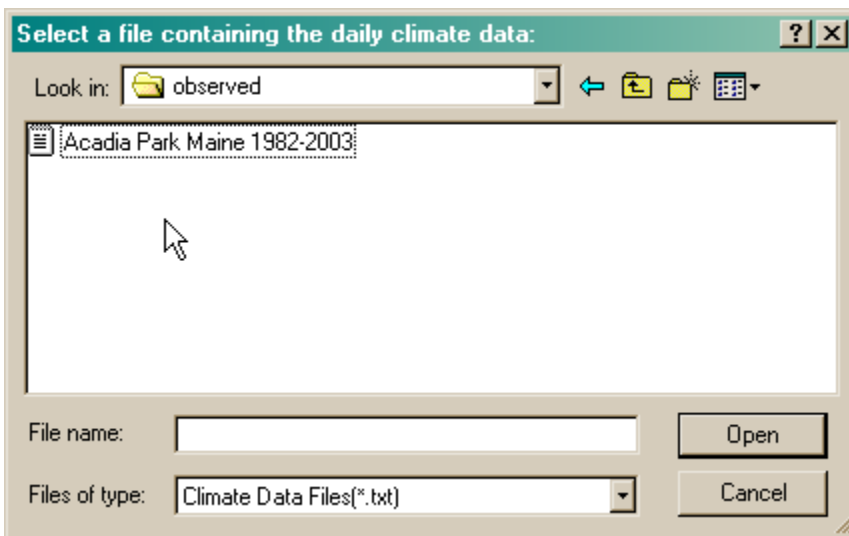 Select a file containing the daily climate data:
Look in: observed
Acadia Park Maine 1982-2003
File name: Open
Files of type: Climate Data Files(*.txt) Cancel